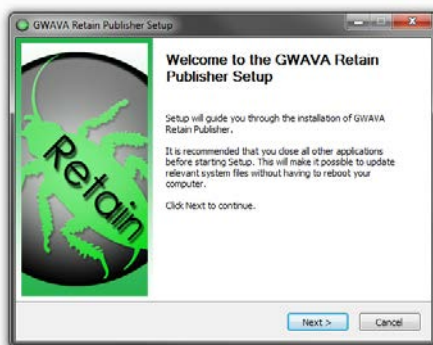 GWAVA Retain Publisher Setup
Welcome to the GWAVA Retain
Publisher Setup
Setup will guide you through the installation of GWAVA
Retain Publisher.
It is recommended that you close all other applications
before starting Setup. This will make it possible to update
relevant system files without having to reboot your
computer.
Click Next to continue.
Retain
Next >
Cancel